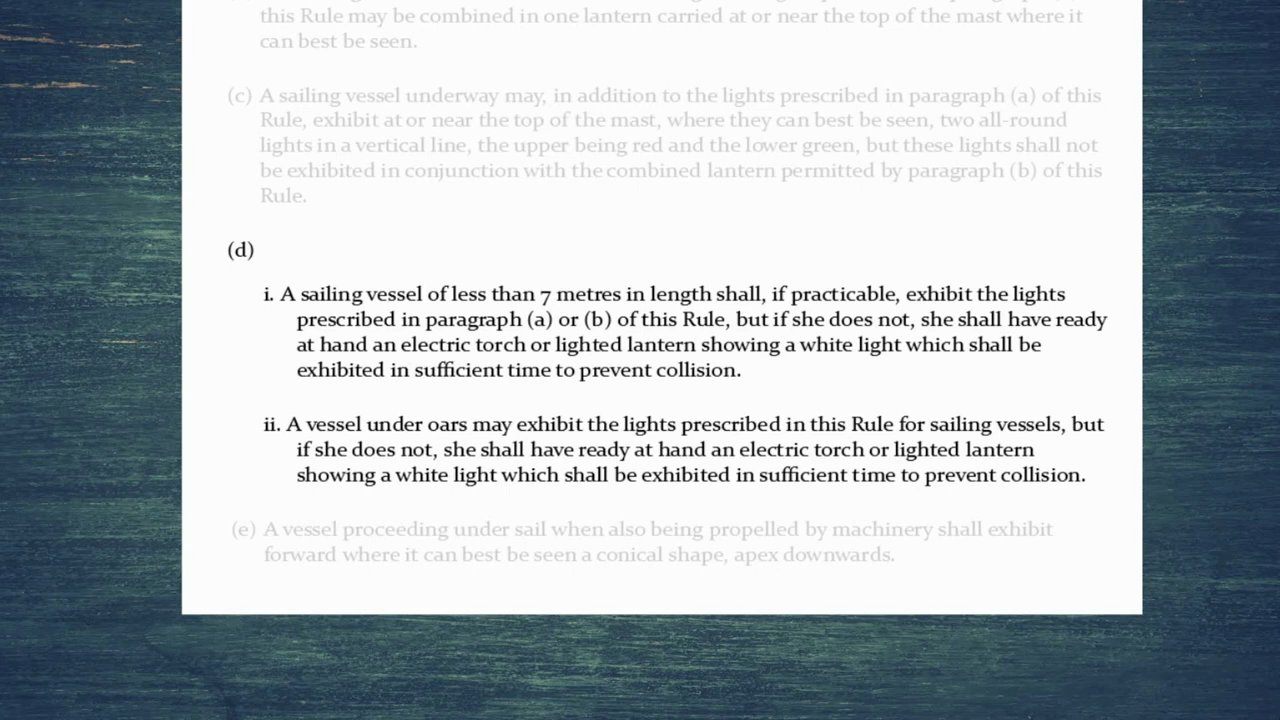 this Rule may be combined in one lantern carried at or near the top of the mast where it
can best be seen.
(c) A sailing vessel underway may, in addition to the lights prescribed in paragraph (a) of this
Rule, exhibit at or near the top of the mast, where they can best be seen, two all-round
lights in a vertical line, the upper being red and the lower green, but these lights shall not
be exhibited in conjunction with the combined lantern permitted by paragraph (b) of this
Rule.
(d)
i. A sailing vessel of less than 7 metres in length shall, if practicable, exhibit the lights
prescribed in paragraph (a) or (b) of this Rule, but if she does not, she shall have ready
at hand an electric torch or lighted lantern showing a white light which shall be
exhibited in sufficient time to prevent collision.
ii. A vessel under oars may exhibit the lights prescribed in this Rule for sailing vessels, but
if she does not, she shall have ready at hand an electric torch or lighted lantern
showing a white light which shall be exhibited in sufficient time to prevent collision.
(e) A vessel proceeding under sail when also being propelled by machinery shall exhibit
forward where it can best be seen a conical shape, apex downwards.